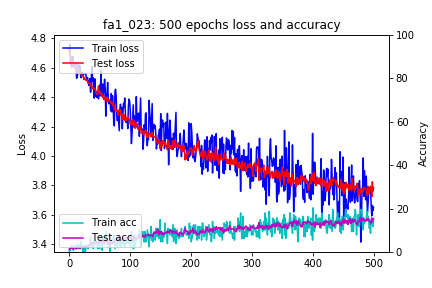 fa1_023: 500 epochs loss and accuracy
4.8
4.6
4.4
4.2
4.0
3.8
3.6
3.4
Loss
Train loss
Test loss
Train acc
Test acc
100
80
60
40
20
0
Accuracy
0 100 200 300 400 500